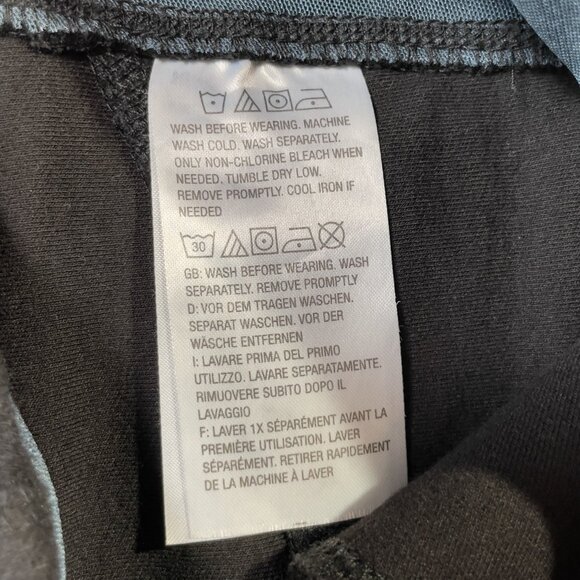 WASH BEFORE WEARING. MACHINE
WASH COLD. WASH SEPARATELY.
ONLY NON-CHLORINE BLEACH WHEN
NEEDED. TUMBLE DRY LOW.
REMOVE PROMPTLY. COOL IRON IF
NEEDED
30
GB: WASH BEFORE WEARING. WASH
SEPARATELY. REMOVE PROMPTLY
D: VOR DEM TRAGEN WASCHEN.
SEPARAT WASCHEN. VOR DER
WÄSCHE ENTFERNEN
I: LAVARE PRIMA DEL PRIMO
UTILIZZO. LAVARE SEPARATAMENTE.
RIMUOVERE SUBITO DOPO IL
LAVAGGIO
F: LAVER 1X SÉPARÉMENT AVANT LA
PREMIÈRE UTILISATION. LAVER
SÉPARÉMENT. RETIRER RAPIDEMENT
DE LA MACHINE À LAVER